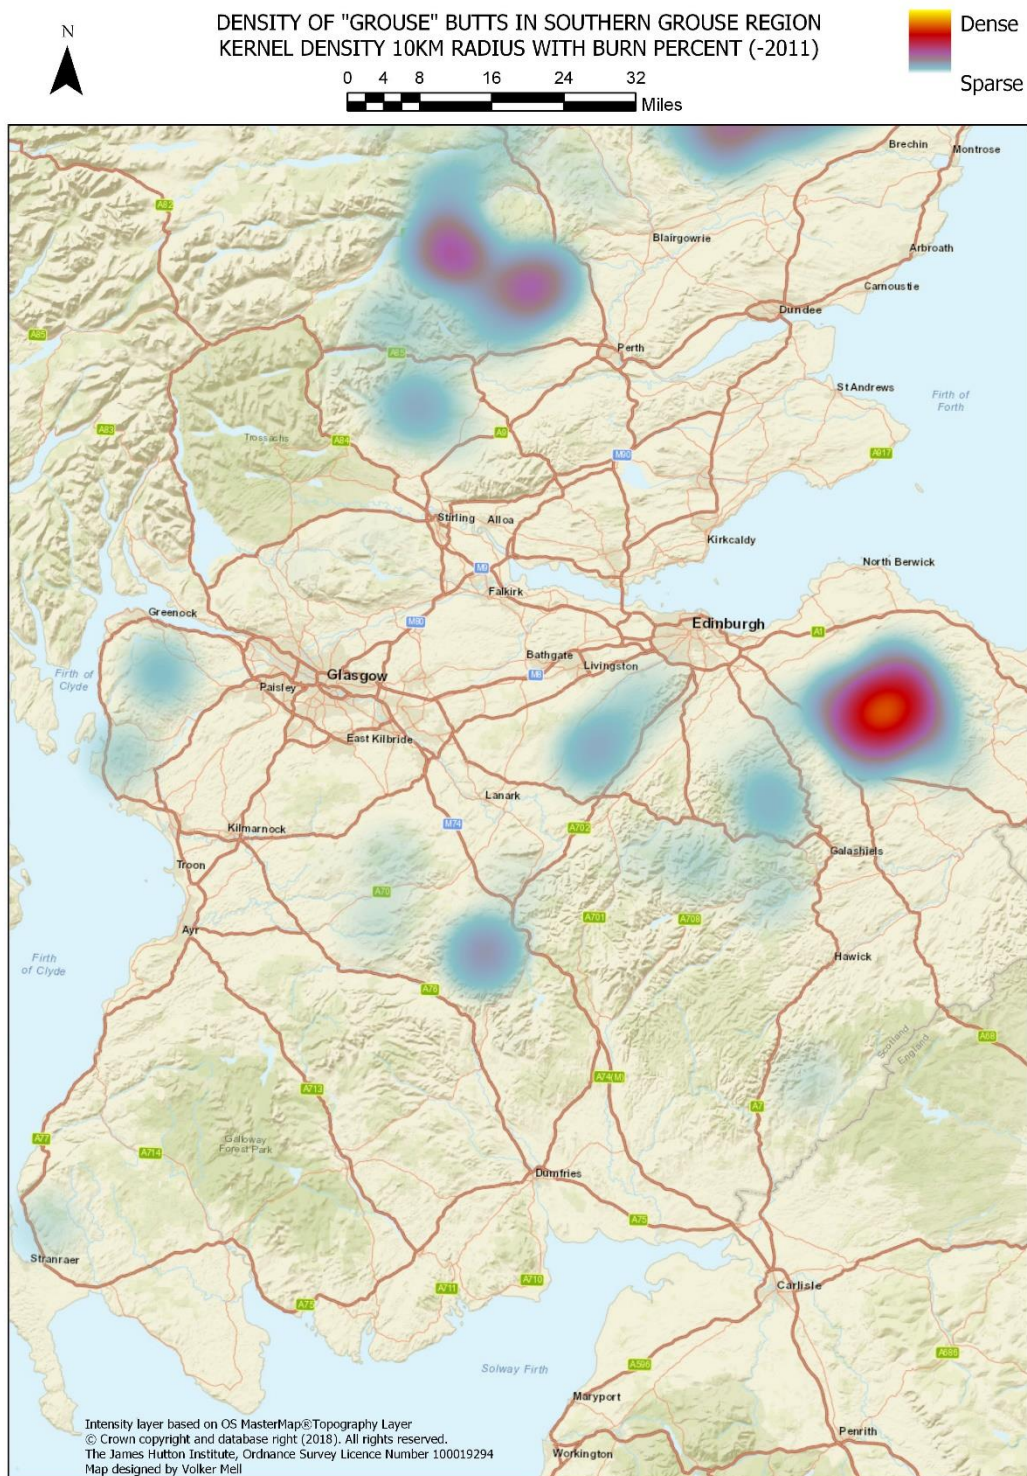 DENSITY OF "GROUSE" BUTTS IN SOUTHERN GROUSE REGION
KERNEL DENSITY 10KM RADIUS WITH BURN PERCENT (-2011)
N
Dense
Sparse
0 4 8 16 24 32
Miles
Brechin
Montrose
A82
Blairgowrie
Arbroath
Carnoustie
Dundee
A85
Perth
A85
St Andrews
Firth of
Forth
A83
Trossachs
A84
A9
M90
A917
Stirling
Alloa
Kirkcaldy
North Berwick
M9
Falkirk
Greenock
M80
Edinburgh
A1
Bathgate
Livingston
M8
Firth of
Clyde
Glasgow
Paisley
East Kilbride
Lanark
M74
A702
Kilmarnock
Galashiels
Troon
A70
A701
A708
Ayr
Firth
of Clyde
Hawick
A76
Scotland
England
A68
A74(M)
A713
A7
A77
A714
Galloway
Forest Park
Dumfries
A75
Stranraer
A711
A710
A75
Carlisle
A596
A686
Solway Firth
Maryport
Penrith
Workington
Intensity layer based on OS MasterMap®Topography Layer
© Crown copyright and database right (2018). All rights reserved.
The James Hutton Institute, Ordnance Survey Licence Number 100019294
Map designed by Volker Mell